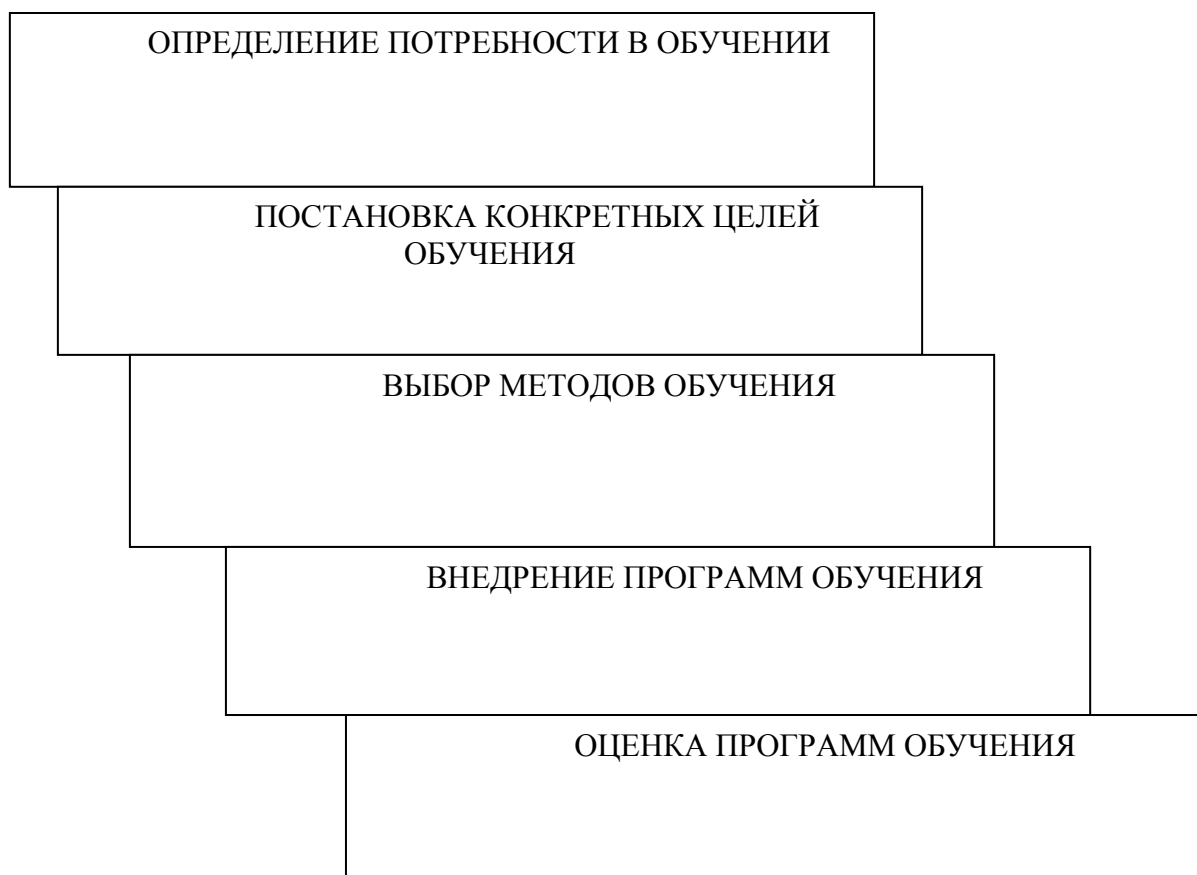 ОПРЕДЕЛЕНИЕ ПОТРЕБНОСТИ В ОБУЧЕНИИ
ПОСТАНОВКА КОНКРЕТНЫХ ЦЕЛЕЙ
ОБУЧЕНИЯ
ВЫБОР МЕТОДОВ ОБУЧЕНИЯ
ВНЕДРЕНИЕ ПРОГРАММ ОБУЧЕНИЯ
ОЦЕНКА ПРОГРАММ ОБУЧЕНИЯ